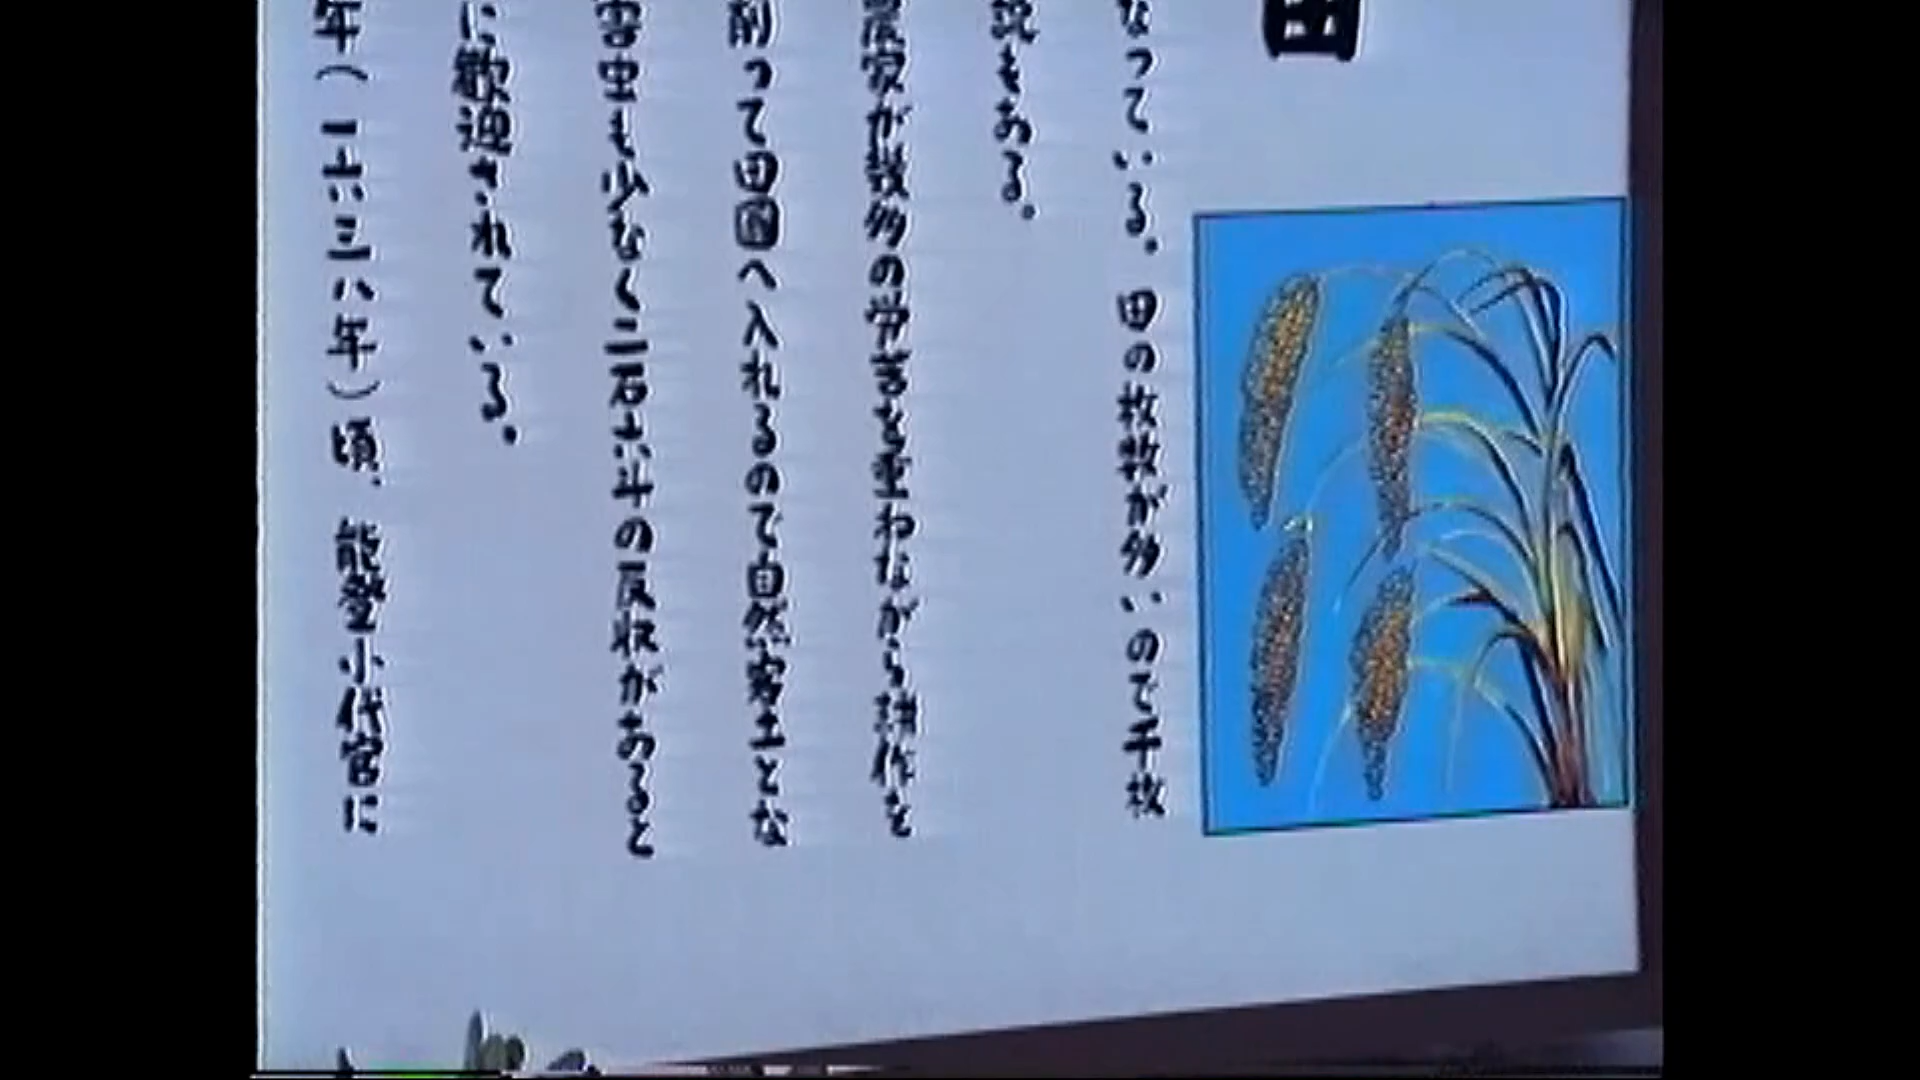 田
なっている。田の枚数が多いので千枚
説もある。
農家が数多の労苦を重ねながら耕作を
削って田圃へ入れるので自然客土とな
害虫も少なく二石六斗の反収があると
に歓迎されている。
年(一六三八年)頃、能登小代官に